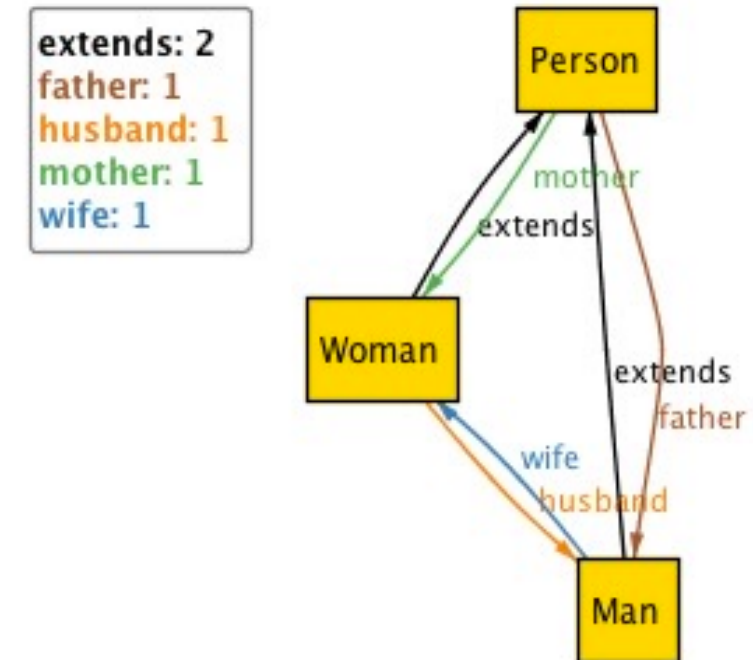 extends: 2
father: 1
husband: 1
mother: 1
wife: 1
Person
mother
extends
Woman
extends
father
wife
husband
Man